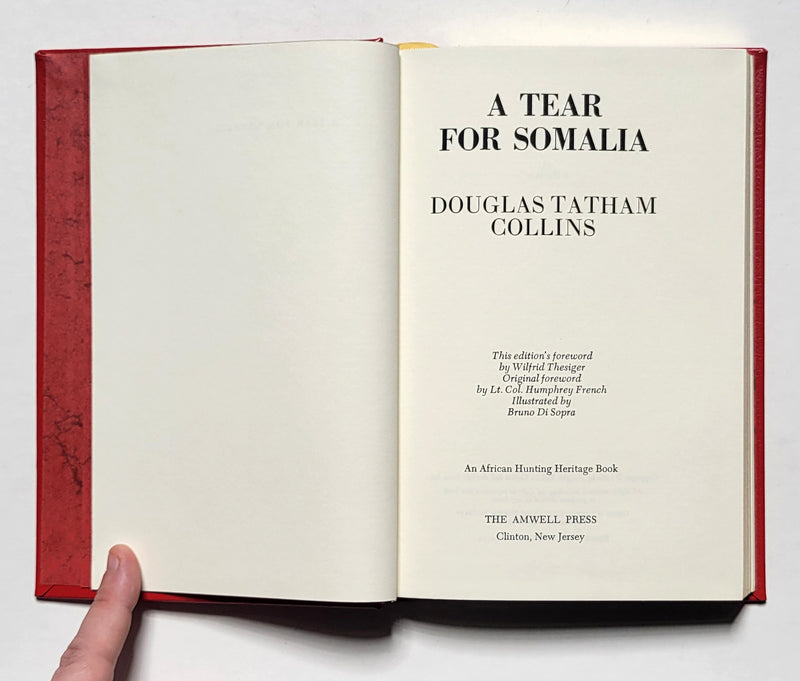 A TEAR
FOR SOMALIA
DOUGLAS TATHAM
COLLINS
This edition's foreword
by Wilfrid Thesiger
Original foreword
by Lt. Col. Humphrey French
Illustrated by
Bruno Di Sopra
An African Hunting Heritage Book
THE AMWELL PRESS
Clinton, New Jersey